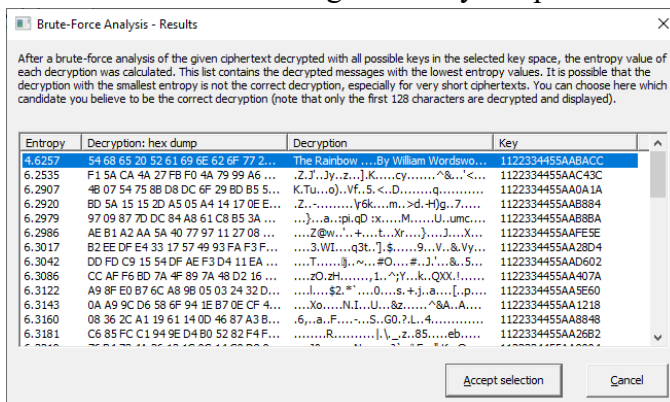 Brute-Force Analysis - Results
After a brute-force analysis of the given ciphertext decrypted with all possible keys in the selected key space, the entropy value of
each decryption was calculated. This list contains the decrypted messages with the lowest entropy values. It is possible that the
decryption with the smallest entropy is not the correct decryption, especially for very short ciphertexts. You can choose here which
candidate you believe to be the correct decryption (note that only the first 128 characters are decrypted and displayed).
Entropy Decryption: hex dump Decryption Key
4.6257 54 68 65 20 52 61 69 6E 62 6F 77 2... The Rainbow ....By William Wordswo... 1122334455AABACC
6.2535 F1 5A CA 4A 27 FB F0 4A 79 99 A6 ... .Z.J'..Jy..z...].K.....cy.......^&...'<... 1122334455AAC43C
6.2907 4B 07 54 75 8B D8 DC 6F 29 BD B5 5... K.Tu...o)..Vf..5.<..D.......q.......... 1122334455AA0A1A
6.2920 BD 5A 15 15 2D A5 05 A4 14 17 0E E... 1122334455AAB884
6.2979 97 09 87 7D DC 84 A8 61 C8 B5 3A ... 1122334455AAB8BA
6.2986 AE B1 A2 AA 5A 40 77 97 11 27 08 ... 1122334455AAFE5E
6.3017 B2 EE DF E4 33 17 57 49 93 FA F3 F... 1122334455AA28D4
6.3042 DD FD C9 15 54 DF AE F3 D4 11 EA ... 1122334455AAD602
6.3086 CC AF F6 BD 7A 4F 89 7A 48 D2 16 ... 1122334455AA407A
6.3122 A9 8F E0 B7 6C A8 9B 05 03 24 32 D... 1122334455AA5E60
6.3143 0A A9 9C D6 58 6F 94 1E B7 0E CF 4... 1122334455AA1218
6.3160 08 36 2C A1 19 61 14 0D 46 87 A3 B... 1122334455AA8848
6.3181 C6 85 FC C1 94 9E D4 B0 52 82 F4 F... 1122334455AA26B2
Accept selection Cancel